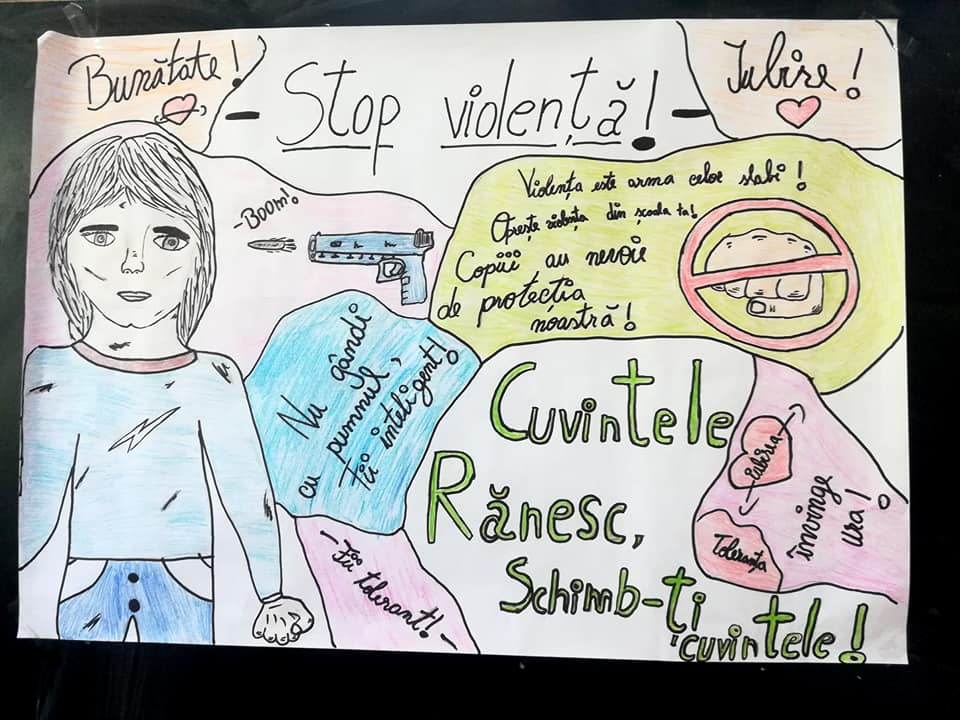 Bunătate!
- Stop violență! -
Iubire!
-Boom!
Violența este arma celor slabi!
Oprește violența din școala ta!
Copiii au nevoie
de protecția
noastră!
Nu gândi
cu pumnul,
fii inteligent!
Cuvintele
Rănesc,
Schimb-ți
cuvintele!
iubirea
Toleranța
învinge
ura!
- Fii tolerant! -